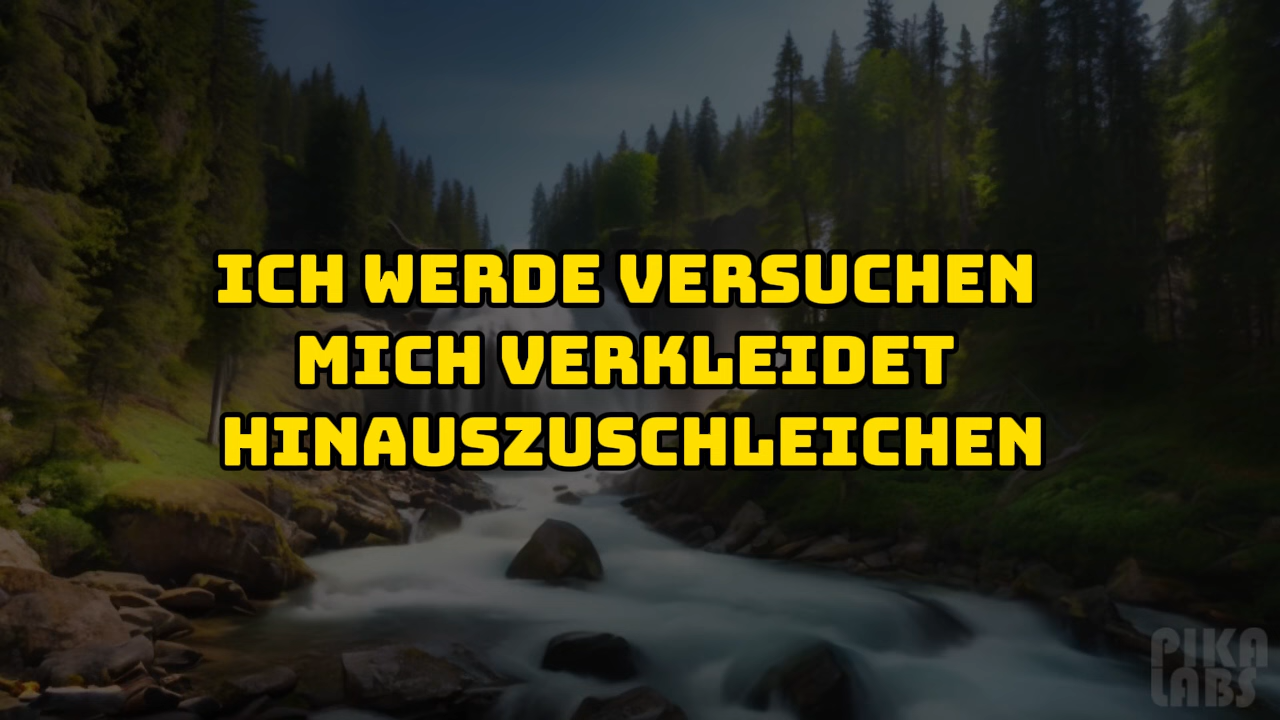 ICH WERDE VERSUCHEN
MICH VERKLEIDET
HINAUSZUSCHLEICHEN
PIKA
LABS